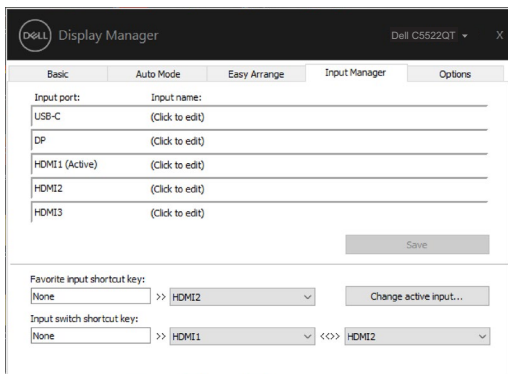 DELL Display Manager Dell C5522QT X
Basic Auto Mode Easy Arrange Input Manager Options
Input port: Input name:
USB-C (Click to edit)
DP (Click to edit)
HDMI1 (Active) (Click to edit)
HDMI2 (Click to edit)
HDMI3 (Click to edit)
Save
Favorite input shortcut key:
None >> HDMI2 Change active input...
Input switch shortcut key:
None >> HDMI1 <<>> HDMI2